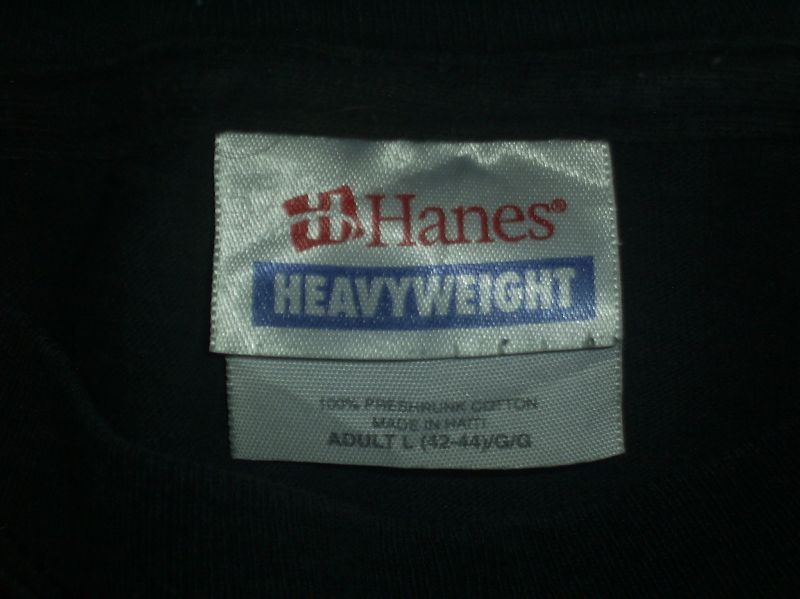 Hanes®
HEAVYWEIGHT
100% PRESHRUNK COTTON
MADE IN HAITI
ADULT L (42-44)/G/G